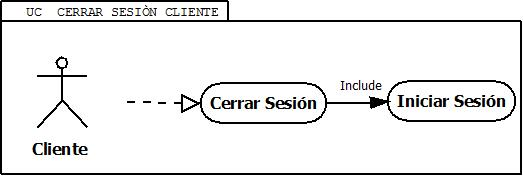 UC CERRAR SESIÒN CLIENTE
Include
Cerrar Sesión
Iniciar Sesión
Cliente